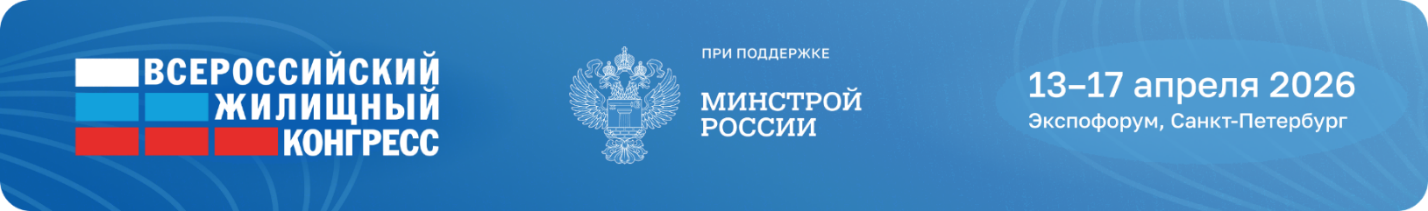 ВСЕРОССИЙСКИЙ
ЖИЛИЩНЫЙ
КОНГРЕСС
ПРИ ПОДДЕРЖКЕ
МИНСТРОЙ
РОССИИ
13–17 апреля 2026
Экспофорум, Санкт-Петербург